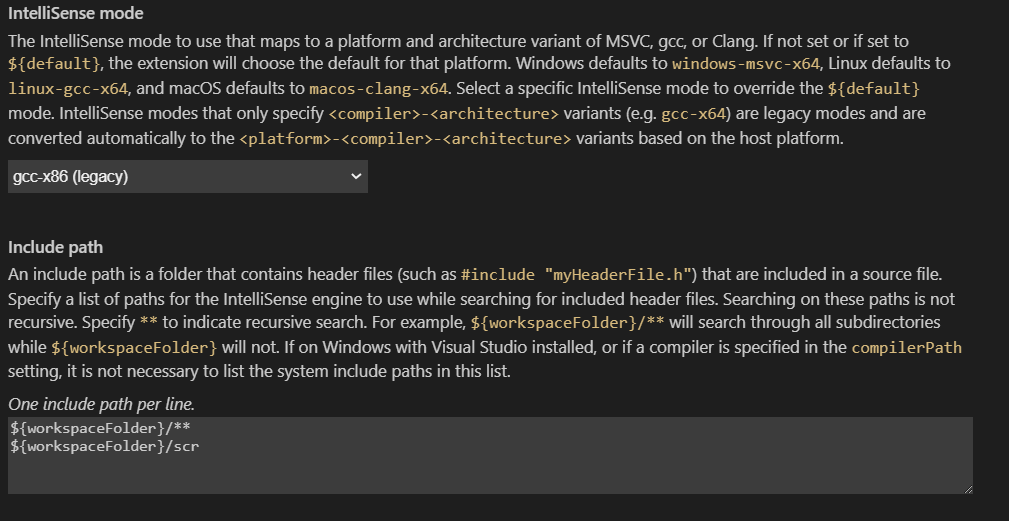 IntelliSense mode
The IntelliSense mode to use that maps to a platform and architecture variant of MSVC, gcc, or Clang. If not set or if set to
${default}, the extension will choose the default for that platform. Windows defaults to windows-msvc-x64, Linux defaults to
linux-gcc-x64, and macOS defaults to macos-clang-x64. Select a specific IntelliSense mode to override the ${default}
mode. IntelliSense modes that only specify <compiler>-<architecture> variants (e.g. gcc-x64) are legacy modes and are
converted automatically to the <platform>-<compiler>-<architecture> variants based on the host platform.
gcc-x86 (legacy)
Include path
An include path is a folder that contains header files (such as #include "myHeaderFile.h") that are included in a source file.
Specify a list of paths for the IntelliSense engine to use while searching for included header files. Searching on these paths is not
recursive. Specify ** to indicate recursive search. For example, ${workspaceFolder}/** will search through all subdirectories
while ${workspaceFolder} will not. If on Windows with Visual Studio installed, or if a compiler is specified in the compilerPath
setting, it is not necessary to list the system include paths in this list.
One include path per line.
${workspaceFolder}/**
${workspaceFolder}/scr